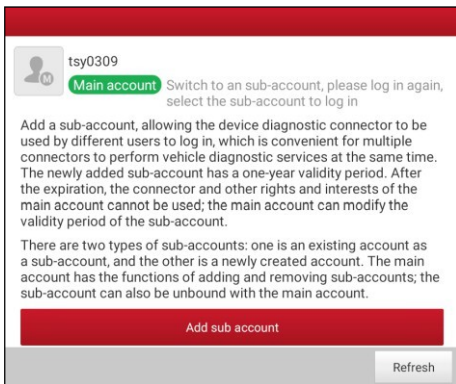 tsy0309
Main account Switch to an sub-account, please log in again,
select the sub-account to log in
Add a sub-account, allowing the device diagnostic connector to be
used by different users to log in, which is convenient for multiple
connectors to perform vehicle diagnostic services at the same time.
The newly added sub-account has a one-year validity period. After
the expiration, the connector and other rights and interests of the
main account cannot be used; the main account can modify the
validity period of the sub-account.
There are two types of sub-accounts: one is an existing account as
a sub-account, and the other is a newly created account. The main
account has the functions of adding and removing sub-accounts; the
sub-account can also be unbound with the main account.
Add sub account
Refresh